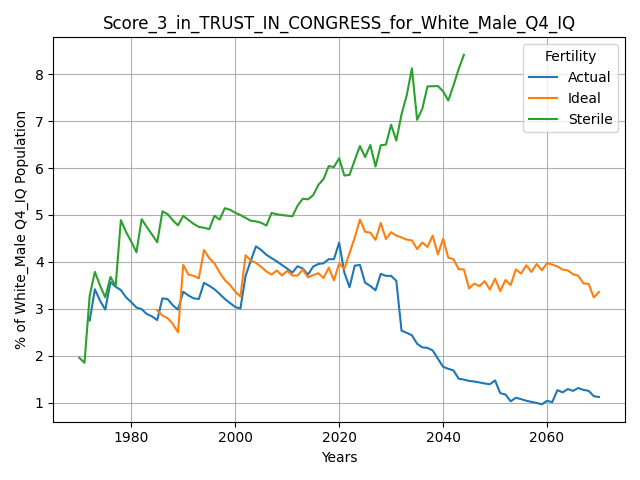 Score_3_in_TRUST_IN_CONGRESS_for_White_Male_Q4_IQ
% of White_Male Q4_IQ Population
8
7
6
5
4
3
2
1
Fertility
Actual
Ideal
Sterile
1980 2000 2020 2040 2060
Years